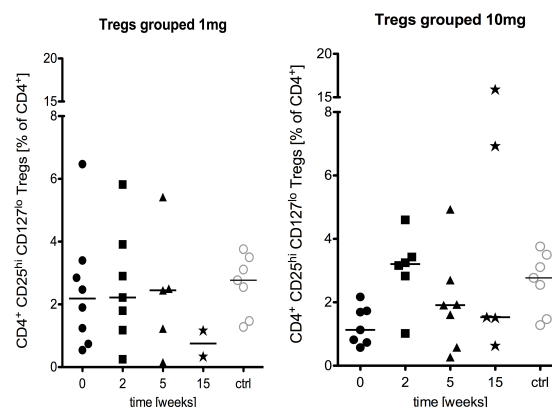 Tregs grouped 1mg
CD4+ CD25hi CD127lo Tregs [% of CD4+]
20
15
8
6
4
2
0
0 2 5 15 ctrl
time [weeks]
Tregs grouped 10mg
CD4+ CD25hi CD127lo Tregs [% of CD4+]
20
15
8
6
4
2
0
0 2 5 15 ctrl
time [weeks]